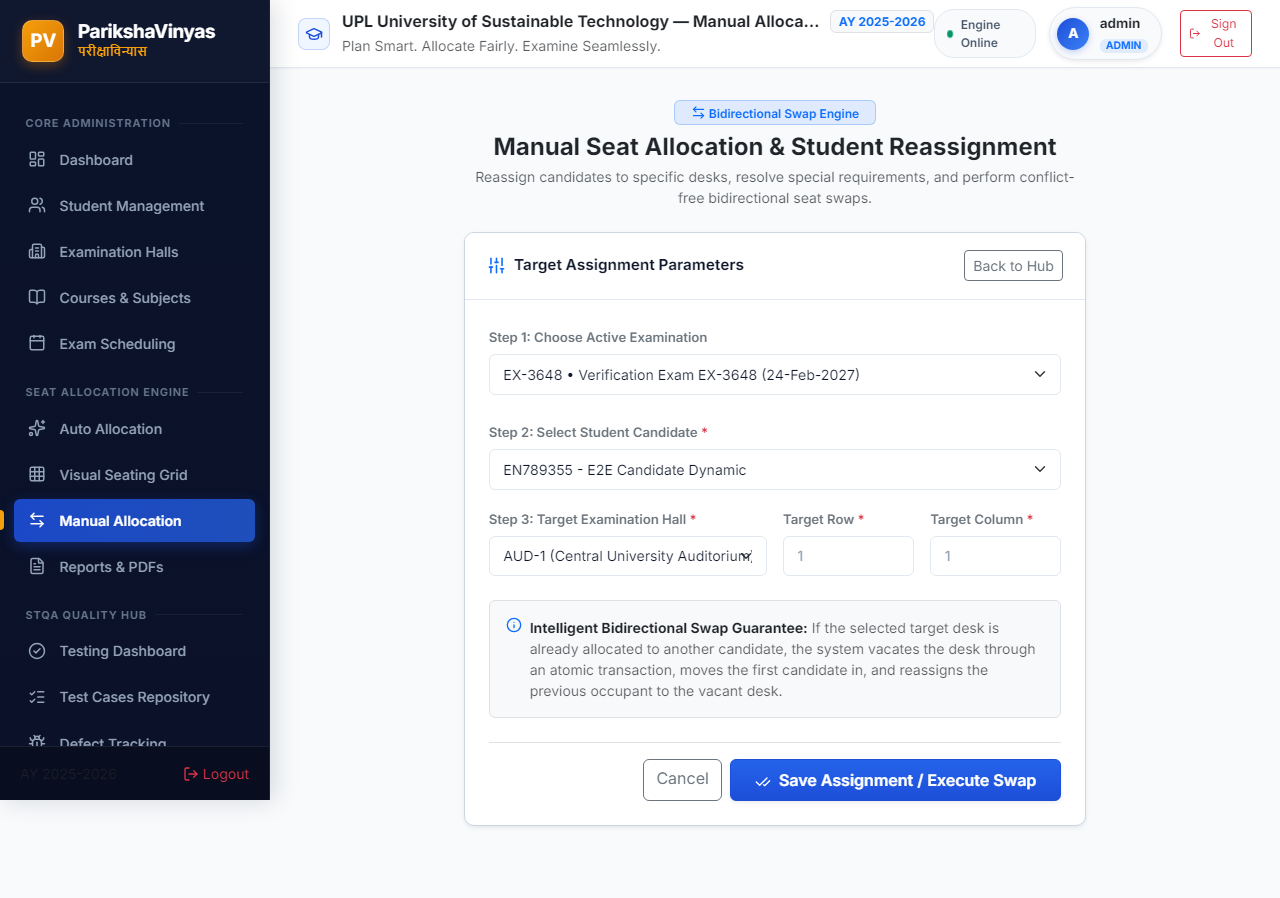 PV
ParikshaVinyas
परीक्षाविन्यास
CORE ADMINISTRATION
Dashboard
Student Management
Examination Halls
Courses & Subjects
Exam Scheduling
SEAT ALLOCATION ENGINE
Auto Allocation
Visual Seating Grid
Manual Allocation
Reports & PDFs
STQA QUALITY HUB
Testing Dashboard
Test Cases Repository
Defect Tracking
AY 2025-2026
Logout
UPL University of Sustainable Technology — Manual Alloca...
AY 2025-2026
Plan Smart. Allocate Fairly. Examine Seamlessly.
Engine
Online
A
admin
ADMIN
Sign
Out
Bidirectional Swap Engine
Manual Seat Allocation & Student Reassignment
Reassign candidates to specific desks, resolve special requirements, and perform conflict-
free bidirectional seat swaps.
Target Assignment Parameters
Back to Hub
Step 1: Choose Active Examination
EX-3648 • Verification Exam EX-3648 (24-Feb-2027)
Step 2: Select Student Candidate *
EN789355 - E2E Candidate Dynamic
Step 3: Target Examination Hall *
Target Row *
Target Column *
AUD-1 (Central University Auditorium,
1
1
Intelligent Bidirectional Swap Guarantee: If the selected target desk is
already allocated to another candidate, the system vacates the desk through
an atomic transaction, moves the first candidate in, and reassigns the
previous occupant to the vacant desk.
Cancel
Save Assignment / Execute Swap